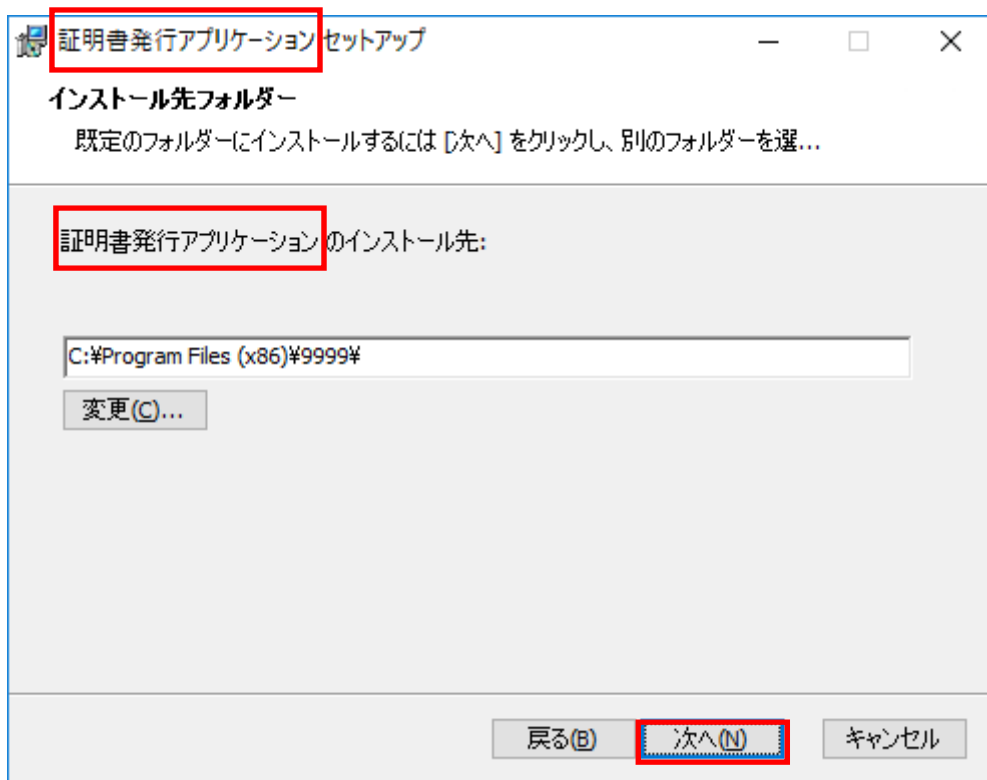 証明書発行アプリケーション セットアップ
インストール先フォルダー
既定のフォルダーにインストールするには [次へ] をクリックし、別のフォルダーを選...
証明書発行アプリケーション のインストール先:
C:¥Program Files (x86)¥9999¥
変更(C)...
戻る(B) 次へ(N) キャンセル